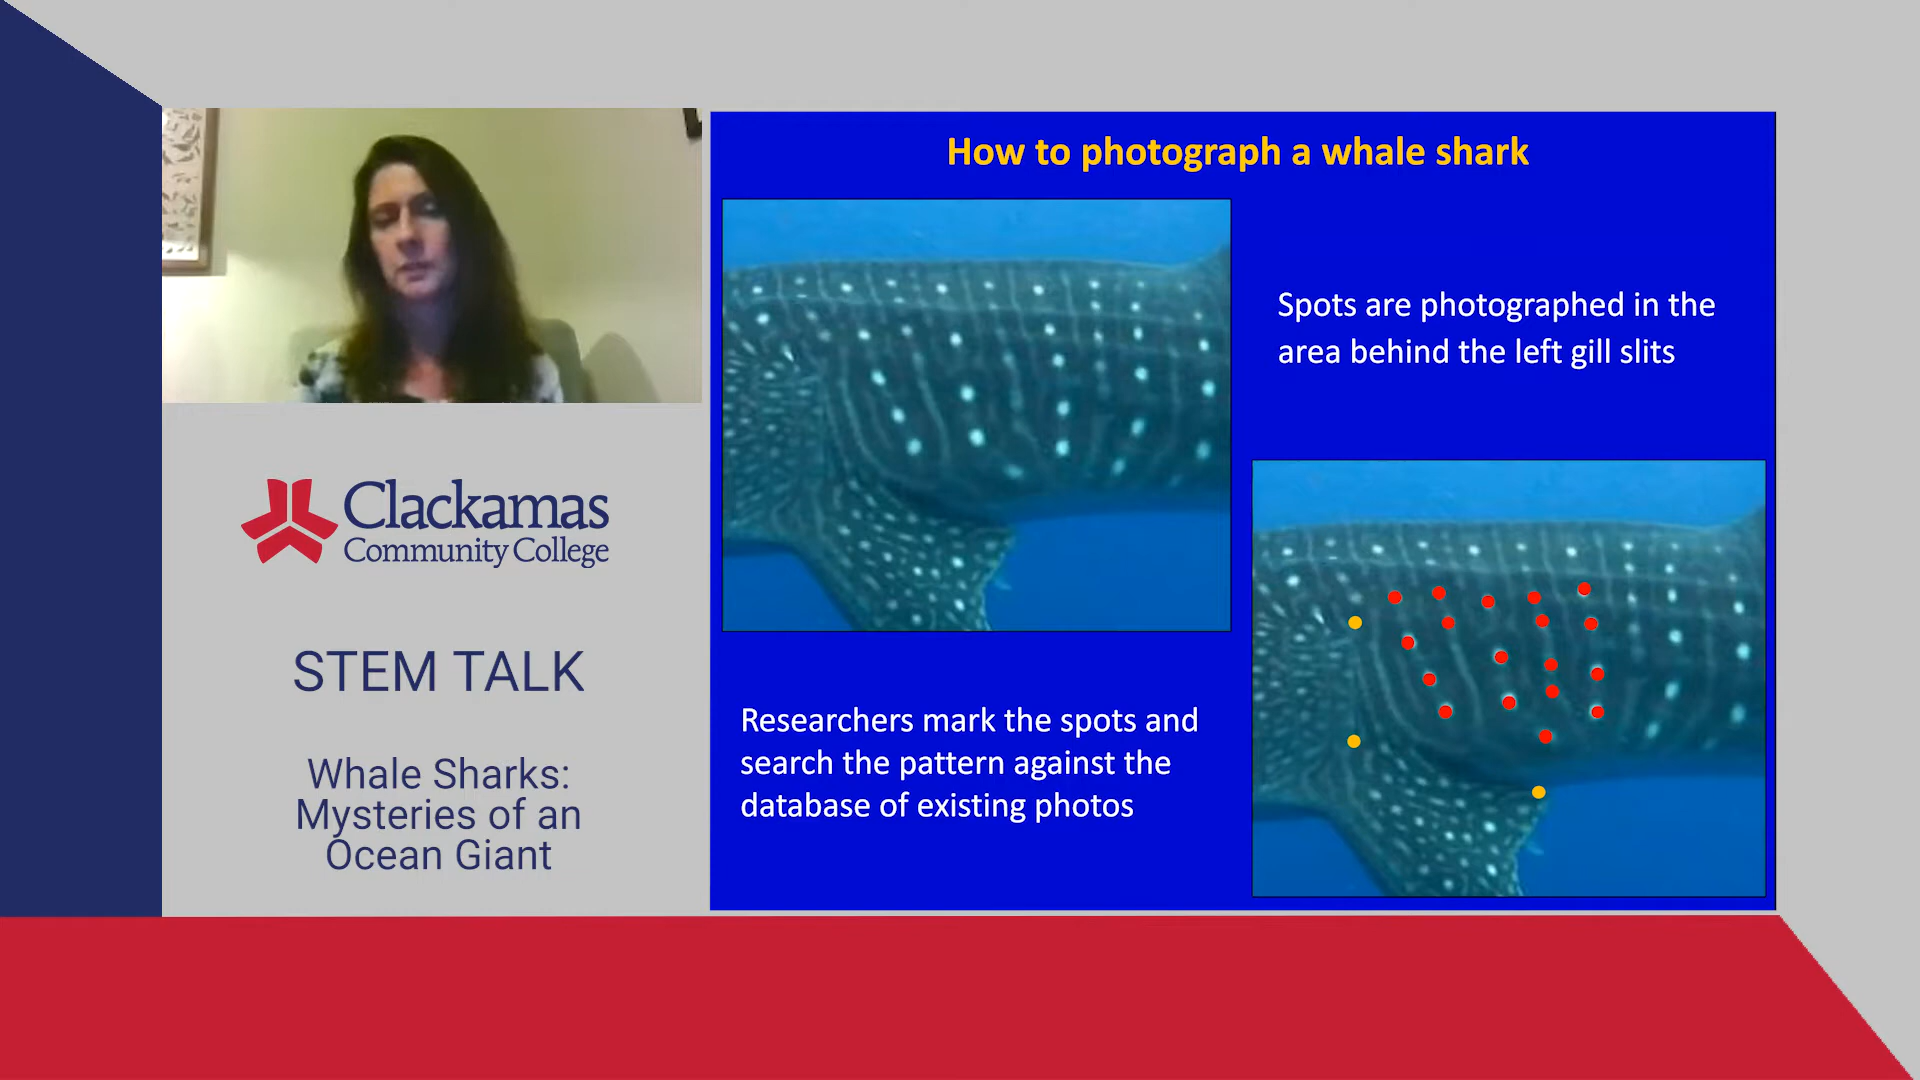 Clackamas
Community College
STEM TALK
Whale Sharks:
Mysteries of an
Ocean Giant
How to photograph a whale shark
Spots are photographed in the
area behind the left gill slits
Researchers mark the spots and
search the pattern against the
database of existing photos